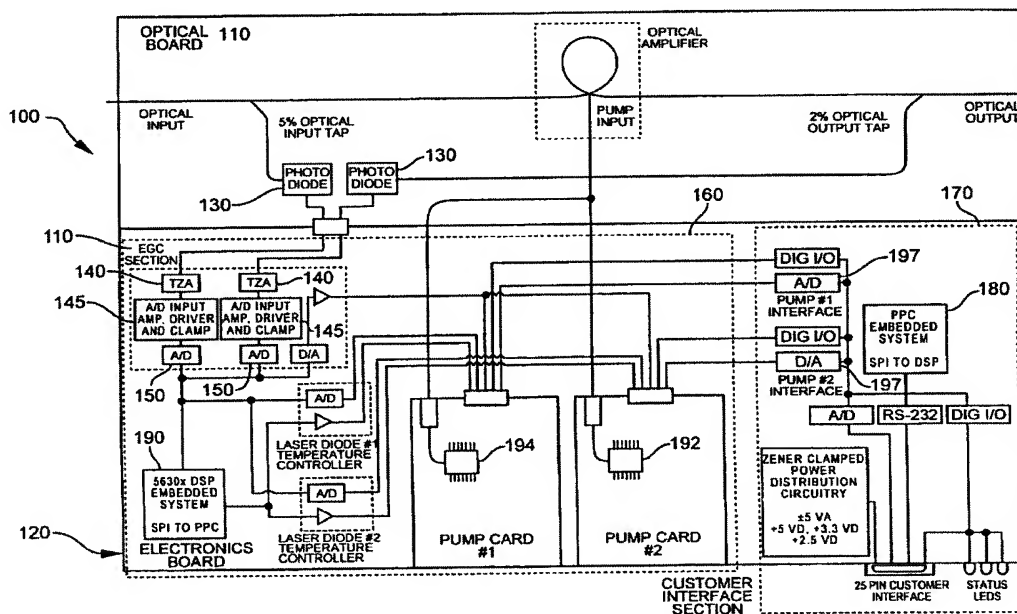 OPTICAL
BOARD 110
OPTICAL
AMPLIFIER
100
OPTICAL
INPUT
5% OPTICAL
INPUT TAP
PUMP
INPUT
2% OPTICAL
OUTPUT TAP
OPTICAL
OUTPUT
PHOTO
DIODE
PHOTO
DIODE
130
130
160
170
110
EGC
SECTION
140
TZA
TZA
140
145
A/D INPUT
AMP, DRIVER
AND CLAMP
A/D INPUT
AMP, DRIVER
AND CLAMP
145
A/D
A/D
D/A
150
150
DIG I/O
A/D
197
PUMP #1
INTERFACE
180
PPC
EMBEDDED
SYSTEM
SPI TO DSP
DIG I/O
D/A
PUMP #2
INTERFACE
197
A/D
RS-232
DIG I/O
A/D
LASER DIODE #1
TEMPERATURE
CONTROLLER
190
5630x DSP
EMBEDDED
SYSTEM
SPI TO PPC
A/D
LASER DIODE #2
TEMPERATURE
CONTROLLER
194
192
ZENER CLAMPED
POWER
DISTRIBUTION
CIRCUITRY
±5 VA
+5 VD, +3.3 VD
+2.5 VD
120
ELECTRONICS
BOARD
PUMP CARD
#1
PUMP CARD
#2
CUSTOMER
INTERFACE
SECTION
25 PIN CUSTOMER
INTERFACE
STATUS
LEDS